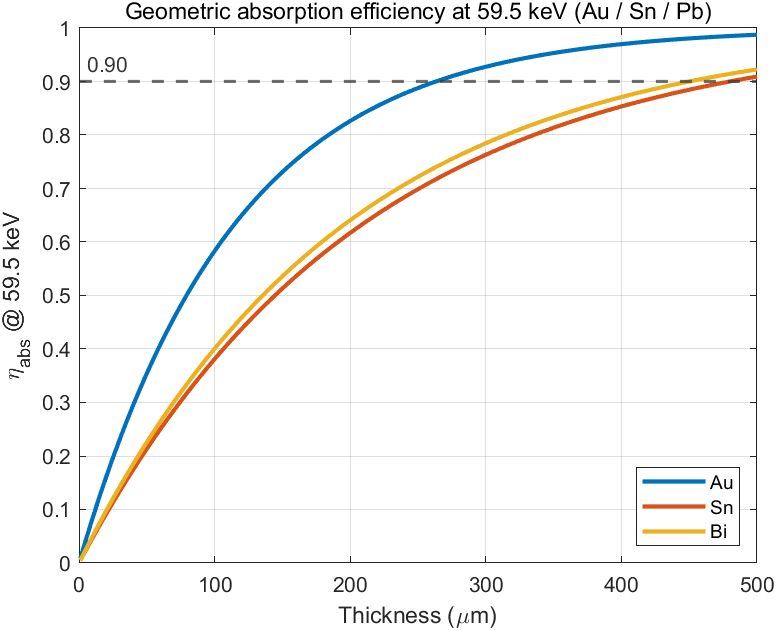 Geometric absorption efficiency at 59.5 keV (Au / Sn / Pb)
1
0.90
0.9
0.8
0.7
0.6
0.5
0.4
0.3
0.2
0.1
0
η_abs @ 59.5 keV
Au
Sn
Bi
0 100 200 300 400 500
Thickness (μm)